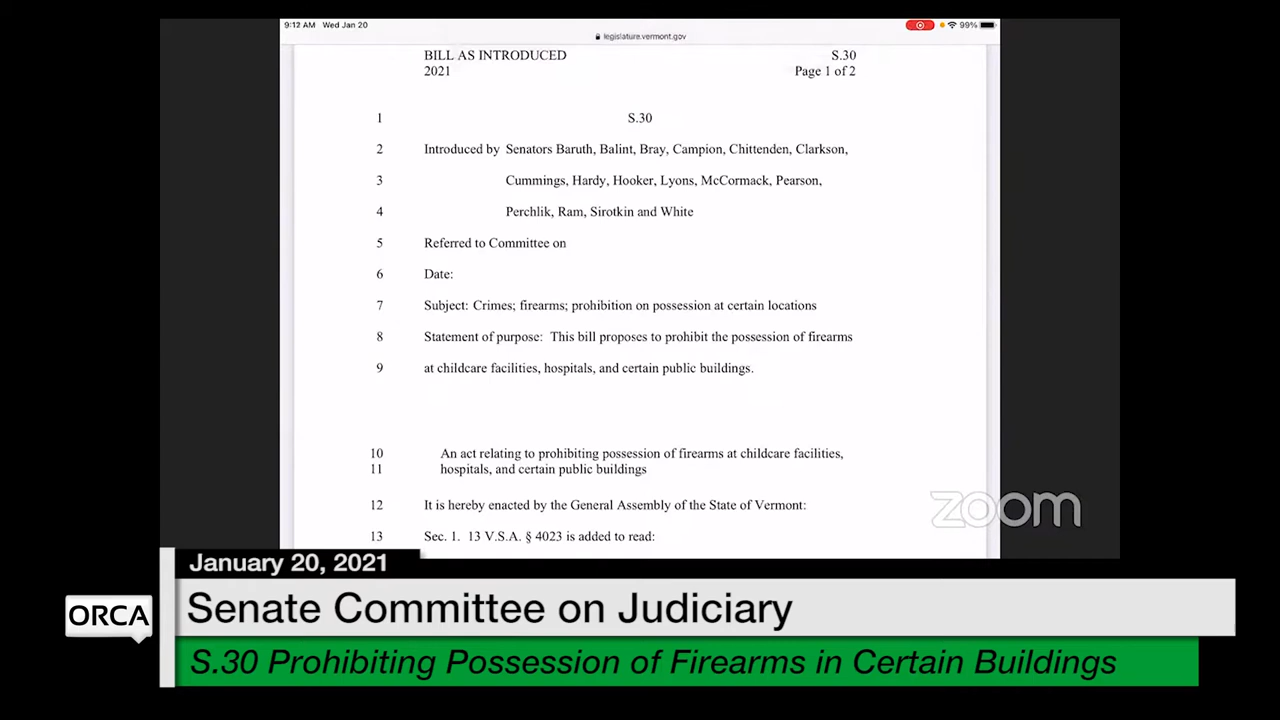 9:12 AM Wed Jan 20
99%
legislature.vermont.gov
BILL AS INTRODUCED S.30
2021 Page 1 of 2
1 S.30
2 Introduced by Senators Baruth, Balint, Bray, Campion, Chittenden, Clarkson,
3 Cummings, Hardy, Hooker, Lyons, McCormack, Pearson,
4 Perchlik, Ram, Sirotkin and White
5 Referred to Committee on
6 Date:
7 Subject: Crimes; firearms; prohibition on possession at certain locations
8 Statement of purpose: This bill proposes to prohibit the possession of firearms
9 at childcare facilities, hospitals, and certain public buildings.
10 An act relating to prohibiting possession of firearms at childcare facilities,
11 hospitals, and certain public buildings
12 It is hereby enacted by the General Assembly of the State of Vermont:
13 Sec. 1. 13 V.S.A. § 4023 is added to read:
zoom
January 20, 2021
ORCA
Senate Committee on Judiciary
S.30 Prohibiting Possession of Firearms in Certain Buildings